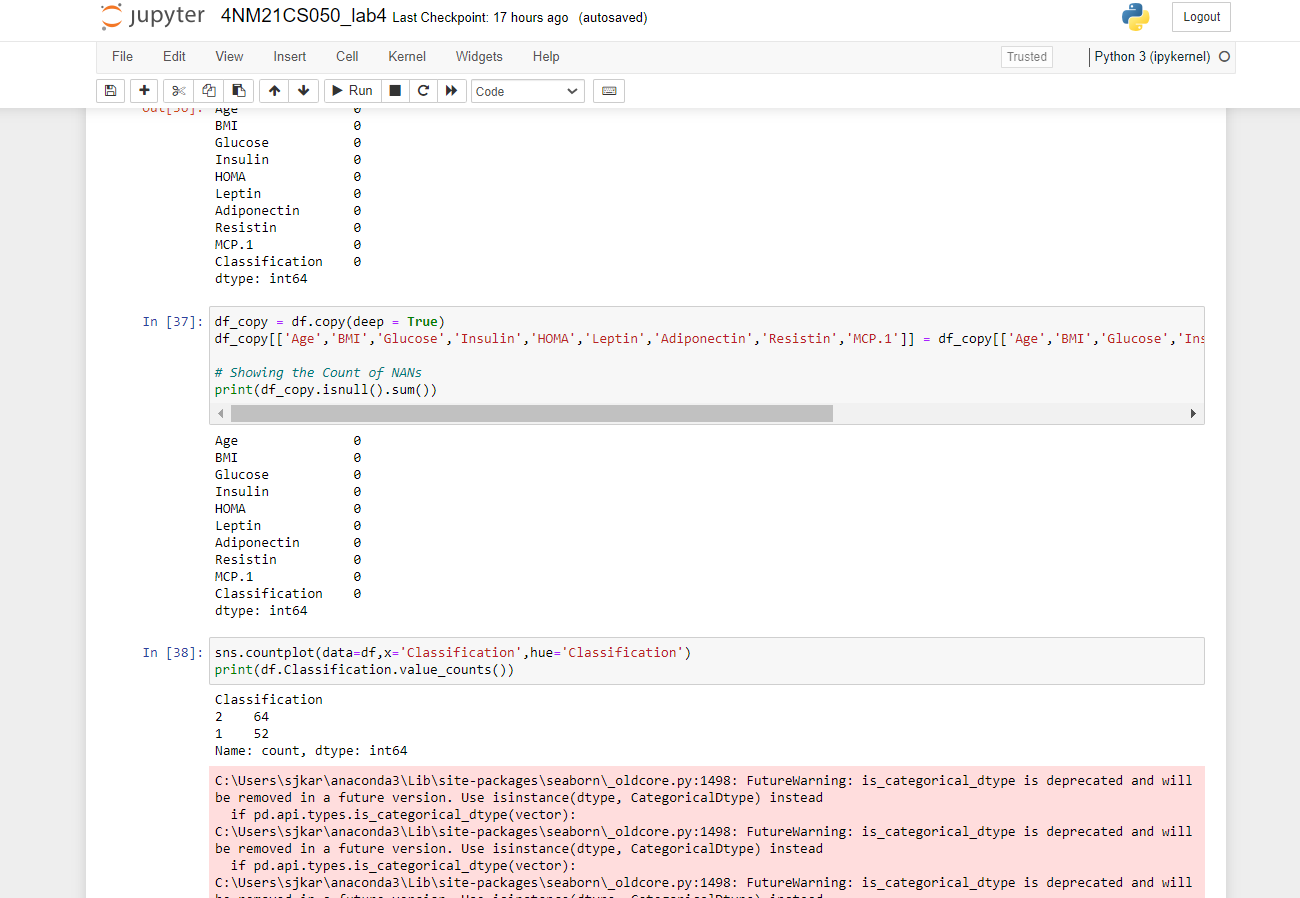 jupyter 4NM21CS050_lab4 Last Checkpoint: 17 hours ago (autosaved) Logout
File Edit View Insert Cell Kernel Widgets Help Trusted Python 3 (ipykernel)
Run Code
Out[36]: Age 0
BMI 0
Glucose 0
Insulin 0
HOMA 0
Leptin 0
Adiponectin 0
Resistin 0
MCP.1 0
Classification 0
dtype: int64
In [37]: df_copy = df.copy(deep = True)
df_copy[['Age','BMI','Glucose','Insulin','HOMA','Leptin','Adiponectin','Resistin','MCP.1']] = df_copy[['Age','BMI','Glucose','Ins
# Showing the Count of NANs
print(df_copy.isnull().sum())
Age 0
BMI 0
Glucose 0
Insulin 0
HOMA 0
Leptin 0
Adiponectin 0
Resistin 0
MCP.1 0
Classification 0
dtype: int64
In [38]: sns.countplot(data=df,x='Classification',hue='Classification')
print(df.Classification.value_counts())
Classification
2 64
1 52
Name: count, dtype: int64
C:\Users\sjkar\anaconda3\Lib\site-packages\seaborn\_oldcore.py:1498: FutureWarning: is_categorical_dtype is deprecated and will
be removed in a future version. Use isinstance(dtype, CategoricalDtype) instead
if pd.api.types.is_categorical_dtype(vector):
C:\Users\sjkar\anaconda3\Lib\site-packages\seaborn\_oldcore.py:1498: FutureWarning: is_categorical_dtype is deprecated and will
be removed in a future version. Use isinstance(dtype, CategoricalDtype) instead
if pd.api.types.is_categorical_dtype(vector):
C:\Users\sjkar\anaconda3\Lib\site-packages\seaborn\_oldcore.py:1498: FutureWarning: is_categorical_dtype is deprecated and will
be removed in a future version. Use isinstance(dtype, CategoricalDtype) instead